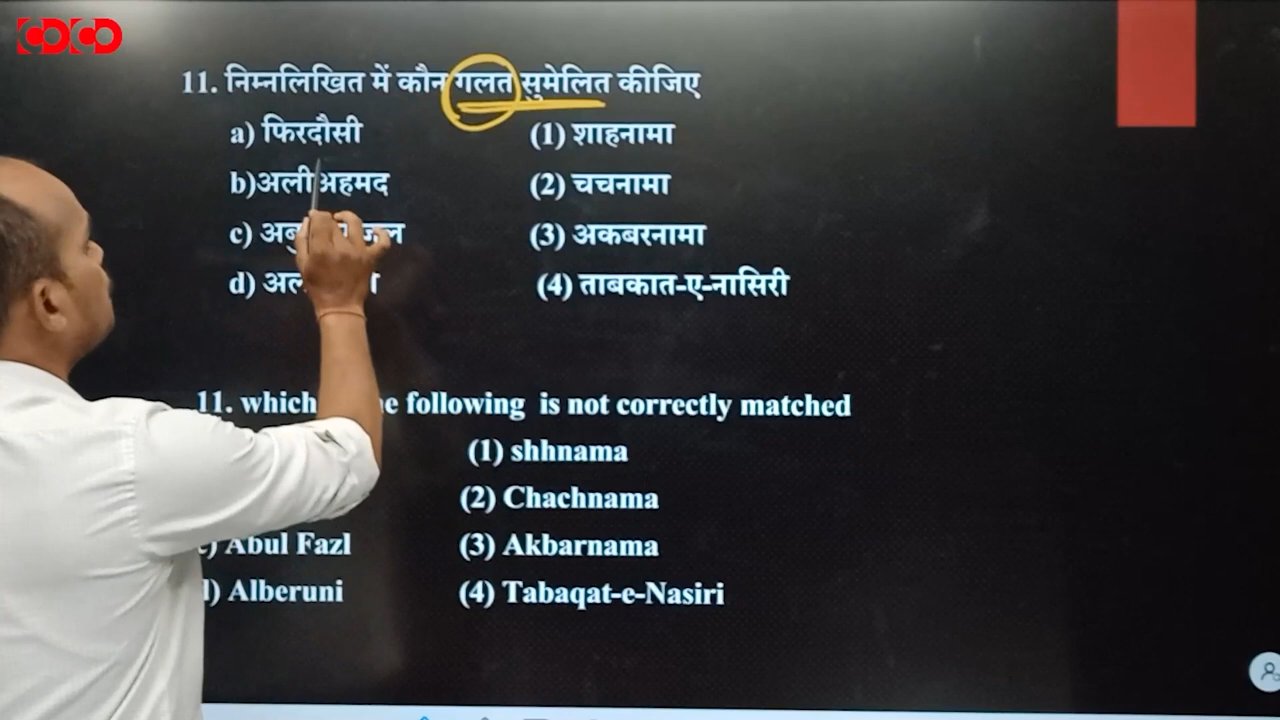 11. निम्नलिखित में कौन गलत सुमेलित कीजिए
a) फिरदौसी (1) शाहनामा
b)अली अहमद (2) चचनामा
c) (3) अकबरनामा
d) (4) ताबकात-ए-नासिरी
11. which following is not correctly matched
(1) shhnama
(2) Chachnama
Abul Fazl (3) Akbarnama
Alberuni (4) Tabaqat-e-Nasiri